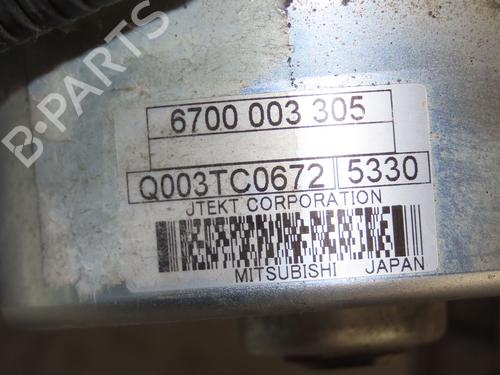 B-PARTS
6700 003 305
Q003TC0672 5330
JTEKT CORPORATION
MITSUBISHI JAPAN